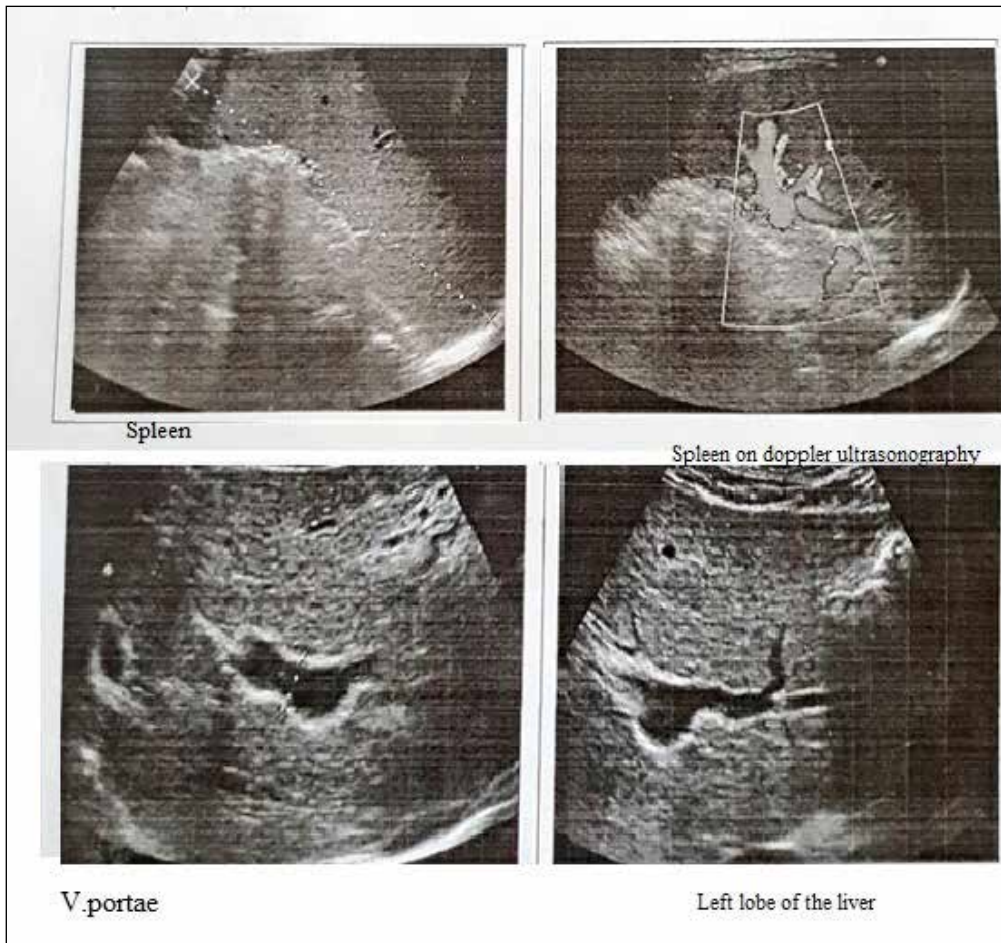 Spleen
Spleen on doppler ultrasonography
V.portae
Left lobe of the liver